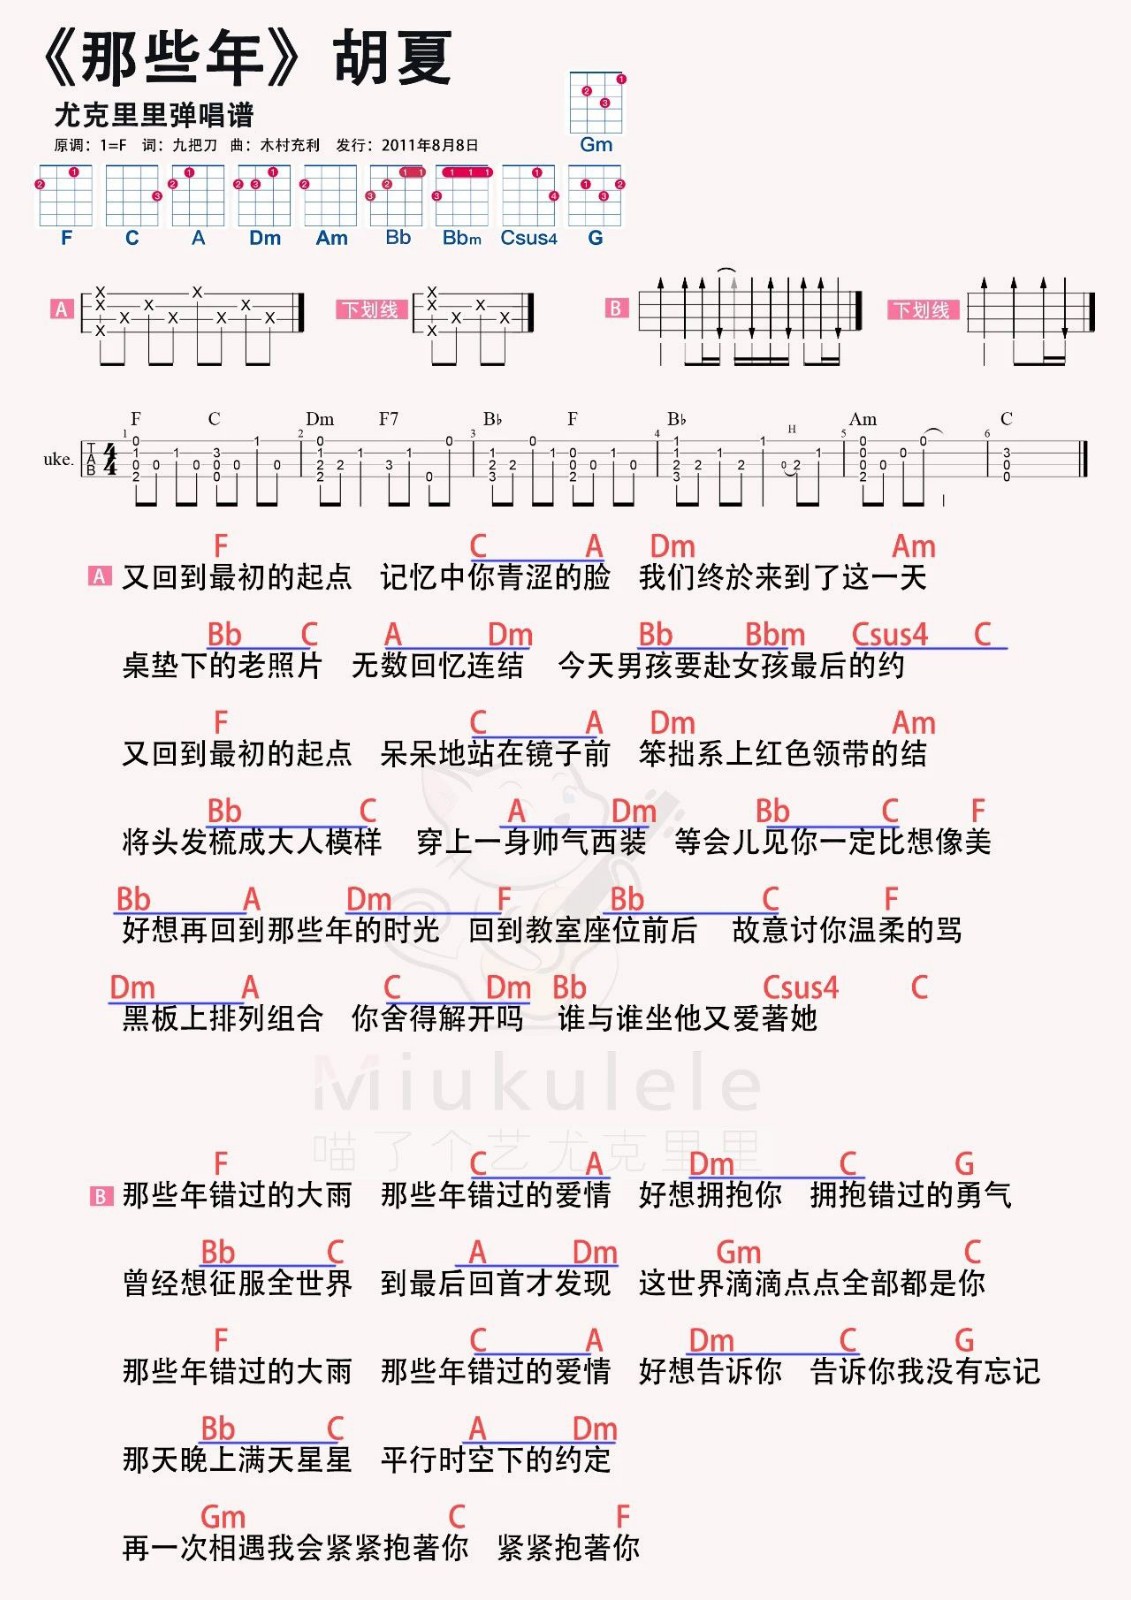 《那些年》胡夏
尤克里里弹唱谱
原调：1=F 词：九把刀 曲：木村充利 发行：2011年8月8日
Gm
F C A Dm Am Bb Bbm Csus4 G
A 下划线 B 下划线
F C Dm F7 B♭ F B♭ H Am C
1 2 3 4 5 6
uke. TAB 4/4
F C A Dm Am
A 又回到最初的起点 记忆中你青涩的脸 我们终於来到了这一天
Bb C A Dm Bb Bbm Csus4 C
桌垫下的老照片 无数回忆连结 今天男孩要赴女孩最后的约
F C A Dm Am
又回到最初的起点 呆呆地站在镜子前 笨拙系上红色领带的结
Bb C A Dm Bb C F
将头发梳成大人模样 穿上一身帅气西装 等会儿见你一定比想像美
Bb A Dm F Bb C F
好想再回到那些年的时光 回到教室座位前后 故意讨你温柔的骂
Dm A C Dm Bb Csus4 C
黑板上排列组合 你舍得解开吗 谁与谁坐他又爱著她
Miukulele
喵了个艺尤克里里
F C A Dm C G
B 那些年错过的大雨 那些年错过的爱情 好想拥抱你 拥抱错过的勇气
Bb C A Dm Gm C
曾经想征服全世界 到最后回首才发现 这世界滴滴点点全部都是你
F C A Dm C G
那些年错过的大雨 那些年错过的爱情 好想告诉你 告诉你我没有忘记
Bb C A Dm
那天晚上满天星星 平行时空下的约定
Gm C F
再一次相遇我会紧紧抱著你 紧紧抱著你